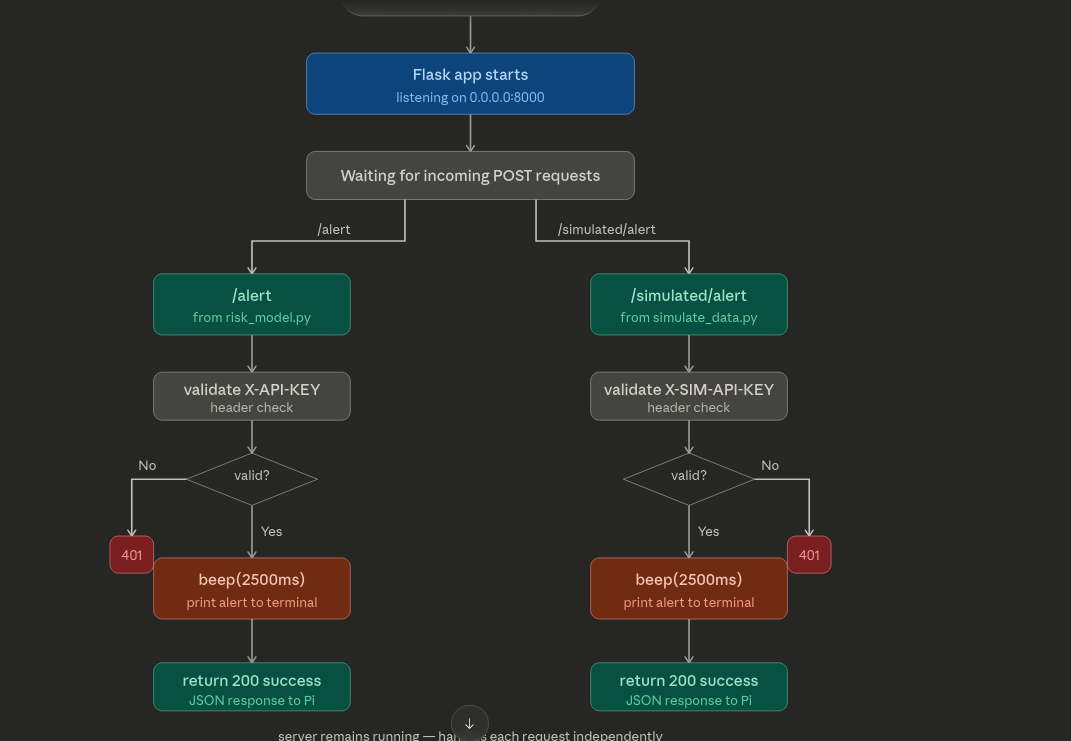 Flask app starts
listening on 0.0.0.0:8000
Waiting for incoming POST requests
/alert
/simulated/alert
/alert
from risk_model.py
/simulated/alert
from simulate_data.py
validate X-API-KEY
header check
validate X-SIM-API-KEY
header check
No
valid?
valid?
No
Yes
Yes
401
401
beep(2500ms)
print alert to terminal
beep(2500ms)
print alert to terminal
return 200 success
JSON response to Pi
return 200 success
JSON response to Pi
server remains running — each request independently